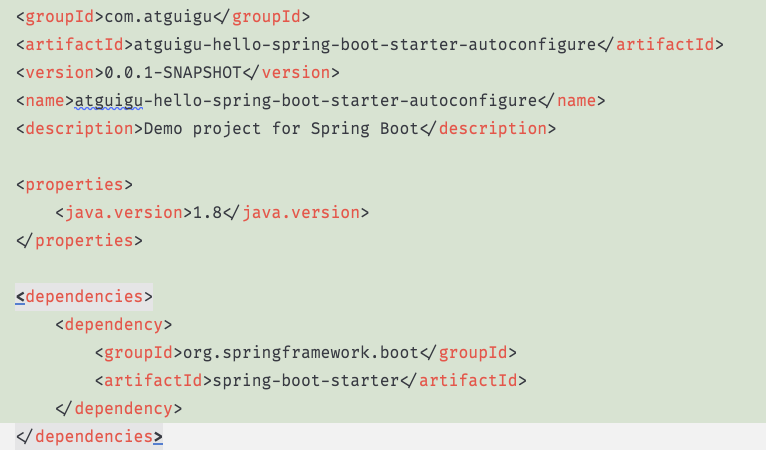 <groupId>com.atguigu</groupId>
<artifactId>atguigu-hello-spring-boot-starter-autoconfigure</artifactId>
<version>0.0.1-SNAPSHOT</version>
<name>atguigu-hello-spring-boot-starter-autoconfigure</name>
<description>Demo project for Spring Boot</description>

<properties>
    <java.version>1.8</java.version>
</properties>

<dependencies>
    <dependency>
        <groupId>org.springframework.boot</groupId>
        <artifactId>spring-boot-starter</artifactId>
    </dependency>
</dependencies>